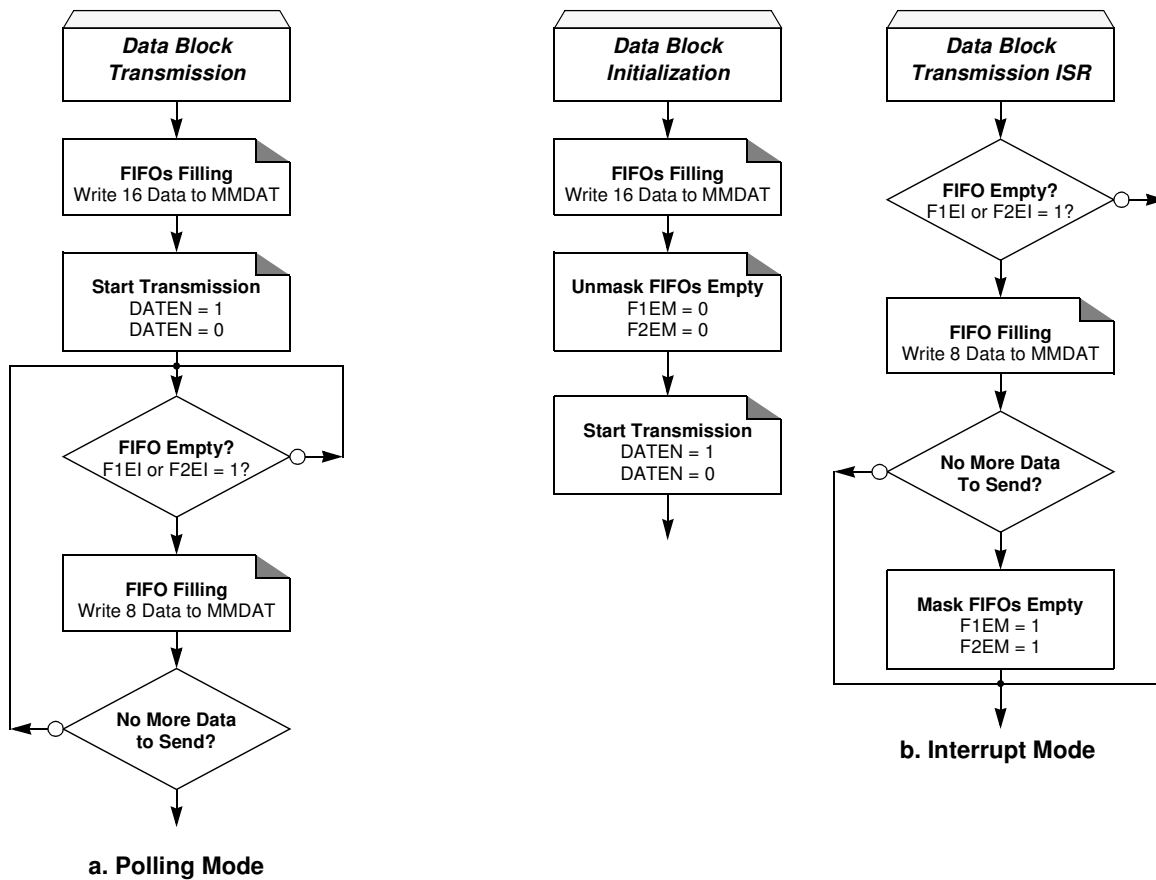 Data Block
Transmission
FIFOs Filling
Write 16 Data to MMDAT
Start Transmission
DATEN = 1
DATEN = 0
FIFO Empty?
F1EI or F2EI = 1?
FIFO Filling
Write 8 Data to MMDAT
No More Data
to Send?
a. Polling Mode
Data Block
Initialization
FIFOs Filling
Write 16 Data to MMDAT
Unmask FIFOs Empty
F1EM = 0
F2EM = 0
Start Transmission
DATEN = 1
DATEN = 0
Data Block
Transmission ISR
FIFO Empty?
F1EI or F2EI = 1?
FIFO Filling
Write 8 Data to MMDAT
No More Data
To Send?
Mask FIFOs Empty
F1EM = 1
F2EM = 1
b. Interrupt Mode